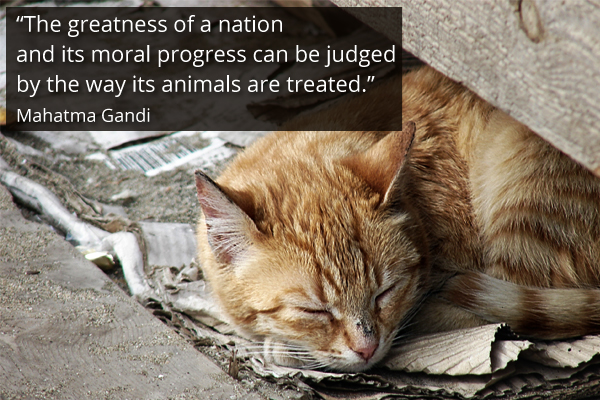 “The greatness of a nation
and its moral progress can be judged
by the way its animals are treated.”
Mahatma Gandi